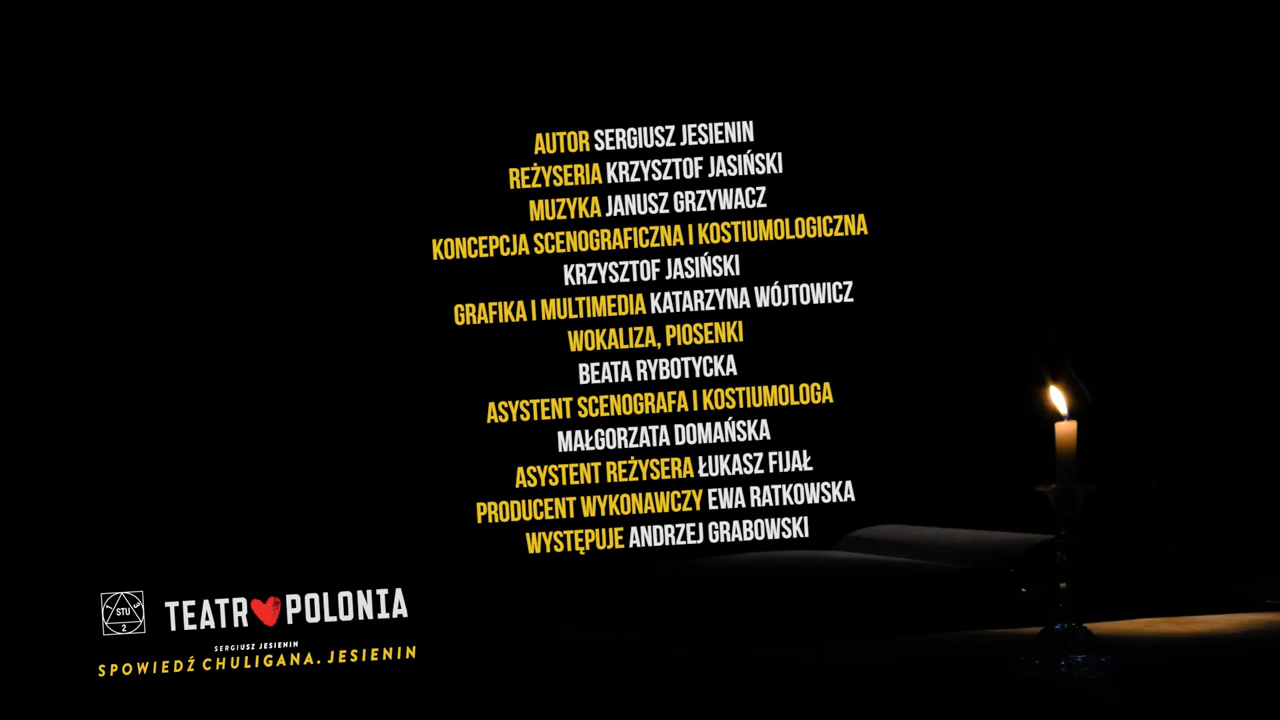 AUTOR SERGIUSZ JESIENIN
REŻYSERIA KRZYSZTOF JASIŃSKI
MUZYKA JANUSZ GRZYWACZ
KONCEPCJA SCENOGRAFICZNA I KOSTIUMOLOGICZNA
KRZYSZTOF JASIŃSKI
GRAFIKA I MULTIMEDIA KATARZYNA WÓJTOWICZ
WOKALIZA, PIOSENKI
BEATA RYBOTYCKA
ASYSTENT SCENOGRAFA I KOSTIUMOLOGA
MAŁGORZATA DOMAŃSKA
ASYSTENT REŻYSERA ŁUKASZ FIJAŁ
PRODUCENT WYKONAWCZY EWA RATKOWSKA
WYSTĘPUJE ANDRZEJ GRABOWSKI
1 STU 3
2
TEATR POLONIA
SERGIUSZ JESIENIN
SPOWIEDŹ CHULIGANA. JESIENIN